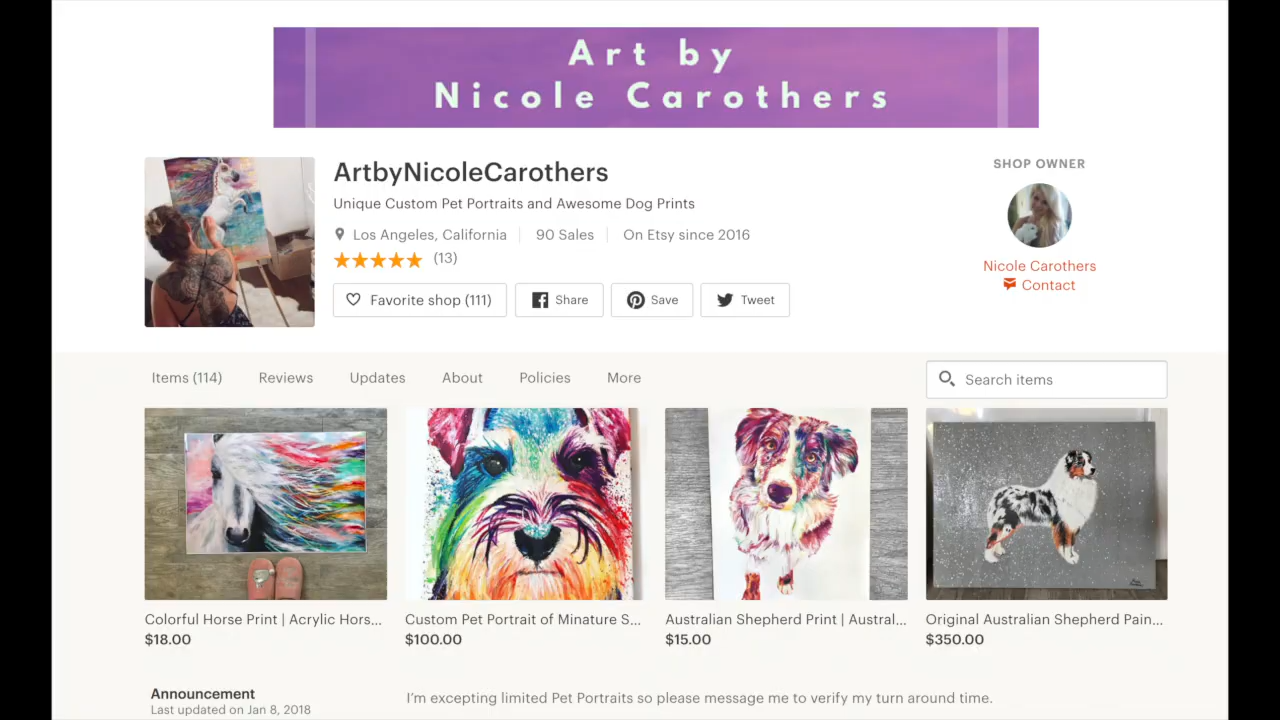 Art by
Nicole Carothers
ArtbyNicoleCarothers
Unique Custom Pet Portraits and Awesome Dog Prints
Los Angeles, California
90 Sales
On Etsy since 2016
(13)
Favorite shop (111)
Share
Save
Tweet
SHOP OWNER
Nicole Carothers
Contact
Items (114)
Reviews
Updates
About
Policies
More
Search items
Colorful Horse Print | Acrylic Hors...
$18.00
Custom Pet Portrait of Minature S...
$100.00
Australian Shepherd Print | Austral...
$15.00
Original Australian Shepherd Pain...
$350.00
Announcement
Last updated on Jan 8, 2018
I'm excepting limited Pet Portraits so please message me to verify my turn around time.